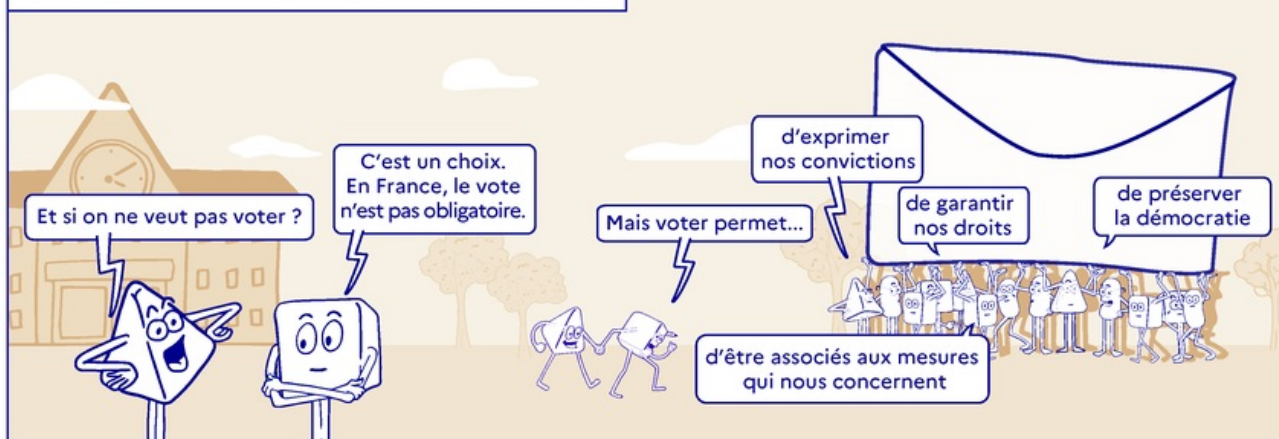 Et si on ne veut pas voter ?
C'est un choix.
En France, le vote
n'est pas obligatoire.
Mais voter permet...
d'exprimer
nos convictions
de garantir
nos droits
de préserver
la démocratie
d'être associés aux mesures
qui nous concernent